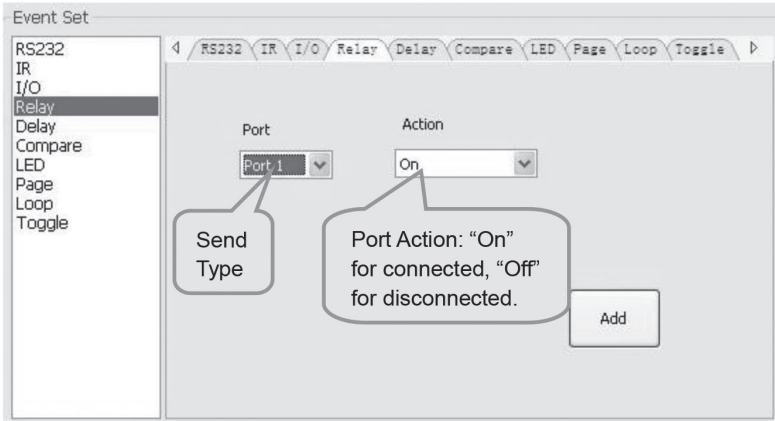 Event Set
RS232
IR
I/O
Relay
Delay
Compare
LED
Page
Loop
Toggle
RS232 IR I/O Relay Delay Compare LED Page Loop Toggle
Port Action
Port 1 On
Send
Type
Port Action: “On”
for connected, “Off”
for disconnected.
Add